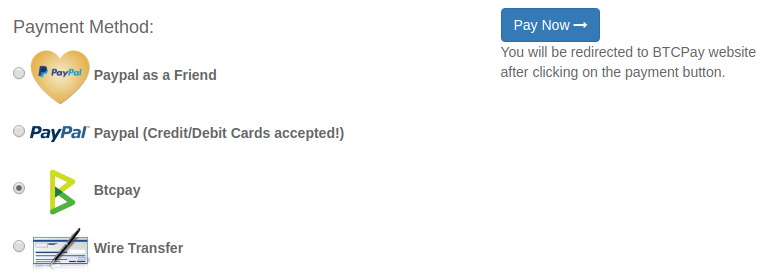 Payment Method:
PayPal
Paypal as a Friend
PayPal
Paypal (Credit/Debit Cards accepted!)
Btcpay
Wire Transfer
Pay Now
You will be redirected to BTCPay website
after clicking on the payment button.